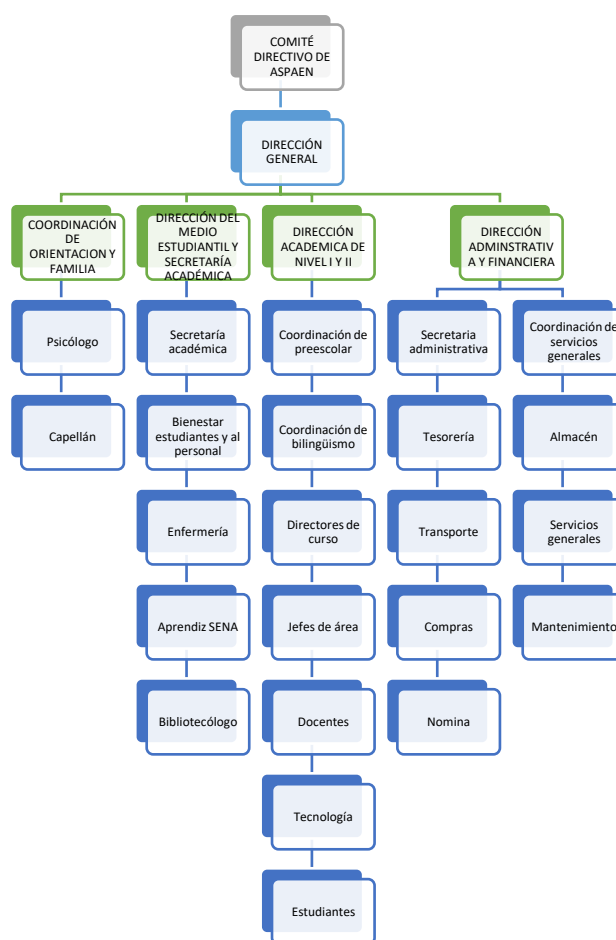 COMITÉ
DIRECTIVO DE
ASPAEN
DIRECCIÓN
GENERAL
COORDINACIÓN
DE
ORIENTACION Y
FAMILIA
Psicólogo
Capellán
DIRECCIÓN DEL
MEDIO
ESTUDIANTIL Y
SECRETARÍA
ACADÉMICA
Secretaría
académica
Bienestar
estudiantes y al
personal
Enfermería
Aprendiz SENA
Bibliotecólogo
DIRECCIÓN
ACADEMICA DE
NIVEL I Y II
Coordinación de
preescolar
Coordinación de
bilingüismo
Directores de
curso
Jefes de área
Docentes
Tecnología
Estudiantes
DIRECCIÓN
ADMINSTRATIV
A Y FINANCIERA
Secretaria
administrativa
Tesorería
Transporte
Compras
Nomina
Coordinación de
servicios
generales
Almacén
Servicios
generales
Mantenimiento